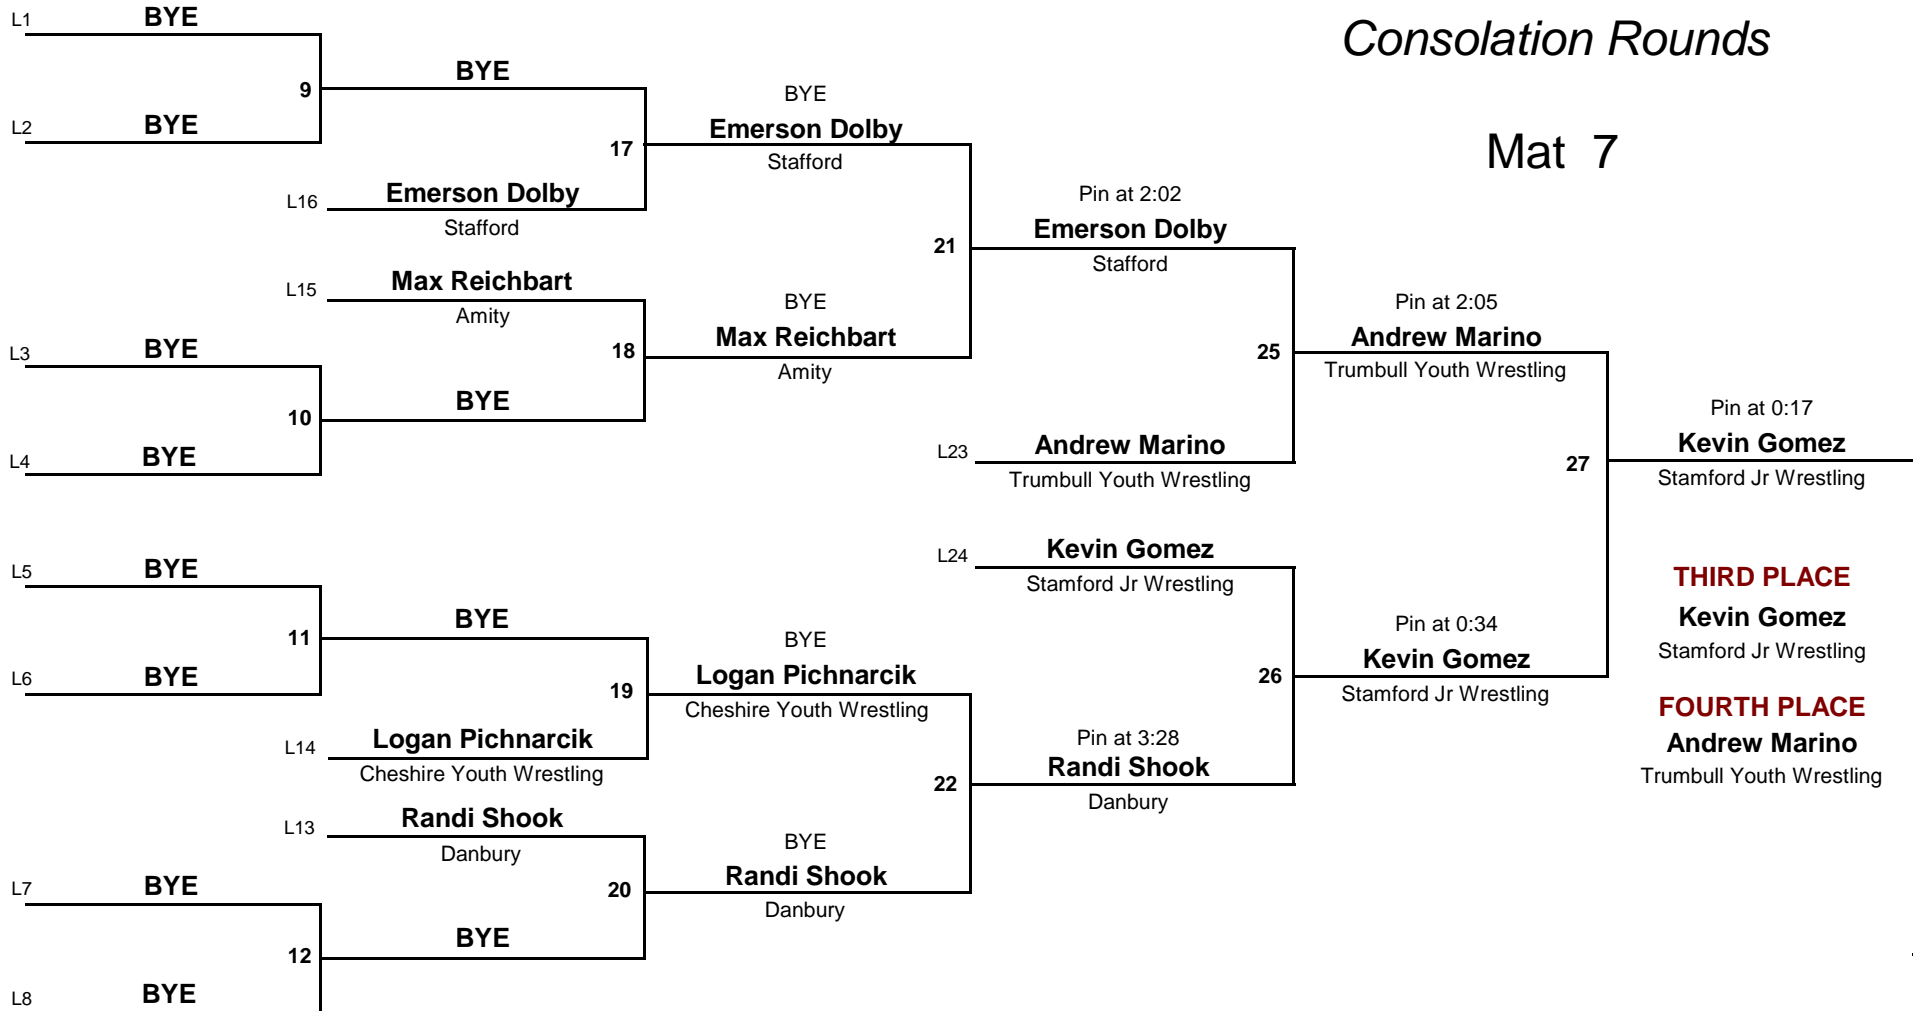 Consolation Rounds
Mat 7
L1 BYE
9
L2 BYE
BYE
17
L16 Emerson Dolby
Stafford
BYE
Emerson Dolby
Stafford
L15 Max Reichbart
Amity
18
L3 BYE
10
L4 BYE
BYE
BYE
Max Reichbart
Amity
21
Pin at 2:02
Emerson Dolby
Stafford
25
L23 Andrew Marino
Trumbull Youth Wrestling
Pin at 2:05
Andrew Marino
Trumbull Youth Wrestling
27
Pin at 0:17
Kevin Gomez
Stamford Jr Wrestling
L5 BYE
11
L6 BYE
BYE
19
L14 Logan Pichnarcik
Cheshire Youth Wrestling
BYE
Logan Pichnarcik
Cheshire Youth Wrestling
22
L13 Randi Shook
Danbury
20
L7 BYE
12
L8 BYE
BYE
BYE
Randi Shook
Danbury
L24 Kevin Gomez
Stamford Jr Wrestling
26
Pin at 3:28
Randi Shook
Danbury
Pin at 0:34
Kevin Gomez
Stamford Jr Wrestling
THIRD PLACE
Kevin Gomez
Stamford Jr Wrestling
FOURTH PLACE
Andrew Marino
Trumbull Youth Wrestling